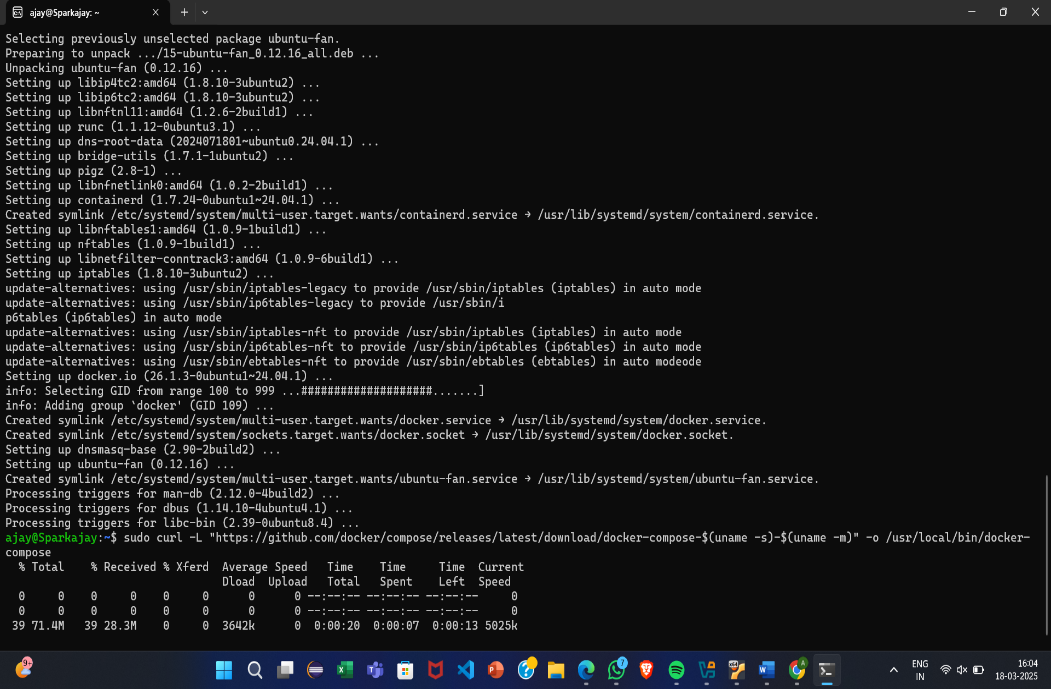 ajay@Sparkajay: ~
Selecting previously unselected package ubuntu-fan.
Preparing to unpack .../15-ubuntu-fan_0.12.16_all.deb ...
Unpacking ubuntu-fan (0.12.16) ...
Setting up libip4tc2:amd64 (1.8.10-3ubuntu2) ...
Setting up libip6tc2:amd64 (1.8.10-3ubuntu2) ...
Setting up libnftnl11:amd64 (1.2.6-2build1) ...
Setting up runc (1.1.12-0ubuntu3.1) ...
Setting up dns-root-data (2024071801~ubuntu0.24.04.1) ...
Setting up bridge-utils (1.7.1-1ubuntu2) ...
Setting up pigz (2.8-1) ...
Setting up libnfnetlink0:amd64 (1.0.2-2build1) ...
Setting up containerd (1.7.24-0ubuntu1~24.04.1) ...
Created symlink /etc/systemd/system/multi-user.target.wants/containerd.service → /usr/lib/systemd/system/containerd.service.
Setting up libnftables1:amd64 (1.0.9-1build1) ...
Setting up nftables (1.0.9-1build1) ...
Setting up libnetfilter-conntrack3:amd64 (1.0.9-6build1) ...
Setting up iptables (1.8.10-3ubuntu2) ...
update-alternatives: using /usr/sbin/iptables-legacy to provide /usr/sbin/iptables (iptables) in auto mode
update-alternatives: using /usr/sbin/ip6tables-legacy to provide /usr/sbin/i
p6tables (ip6tables) in auto mode
update-alternatives: using /usr/sbin/iptables-nft to provide /usr/sbin/iptables (iptables) in auto mode
update-alternatives: using /usr/sbin/ip6tables-nft to provide /usr/sbin/ip6tables (ip6tables) in auto mode
update-alternatives: using /usr/sbin/ebtables-nft to provide /usr/sbin/ebtables (ebtables) in auto modeode
Setting up docker.io (26.1.3-0ubuntu1~24.04.1) ...
info: Selecting GID from range 100 to 999 ...####################.......]
info: Adding group `docker' (GID 109) ...
Created symlink /etc/systemd/system/multi-user.target.wants/docker.service → /usr/lib/systemd/system/docker.service.
Created symlink /etc/systemd/system/sockets.target.wants/docker.socket → /usr/lib/systemd/system/docker.socket.
Setting up dnsmasq-base (2.90-2build2) ...
Setting up ubuntu-fan (0.12.16) ...
Created symlink /etc/systemd/system/multi-user.target.wants/ubuntu-fan.service → /usr/lib/systemd/system/ubuntu-fan.service.
Processing triggers for man-db (2.12.0-4build2) ...
Processing triggers for dbus (1.14.10-4ubuntu4.1) ...
Processing triggers for libc-bin (2.39-0ubuntu8.4) ...
ajay@Sparkajay:~$ sudo curl -L "https://github.com/docker/compose/releases/latest/download/docker-compose-$(uname -s)-$(uname -m)" -o /usr/local/bin/docker-
compose
% Total % Received % Xferd Average Speed Time Time Time Current
Dload Upload Total Spent Left Speed
0 0 0 0 0 0 0 0 --:--:-- --:--:-- --:--:-- 0
0 0 0 0 0 0 0 0 --:--:-- --:--:-- --:--:-- 0
39 71.4M 39 28.3M 0 0 3642k 0 0:00:20 0:00:07 0:00:13 5025k
ENG
IN
16:04
18-03-2025